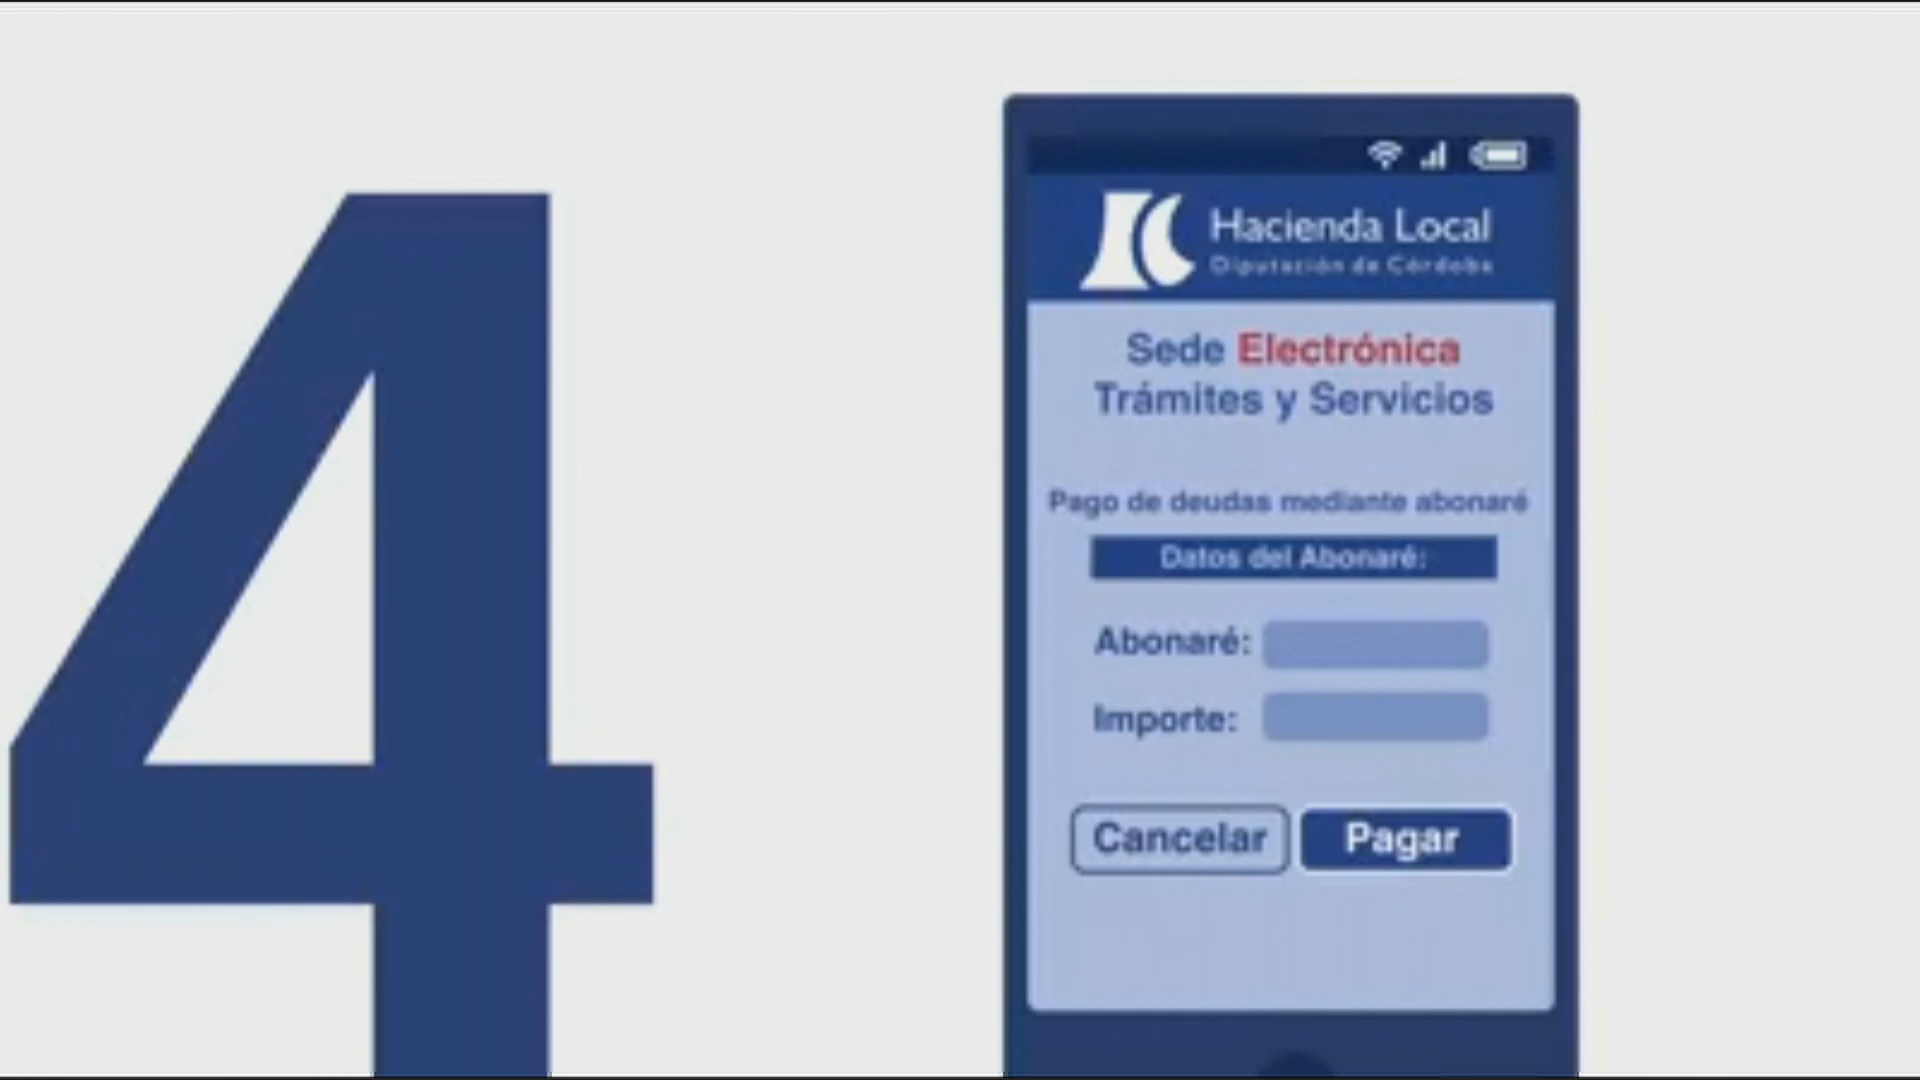 4
Hacienda Local
Diputación de Córdoba
Sede Electrónica
Trámites y Servicios
Pago de deudas mediante abonaré
Datos del Abonaré:
Abonaré:
Importe:
Cancelar Pagar